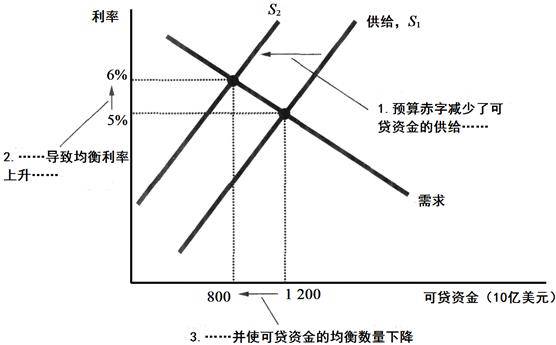 利率
S2
供给，S1
6%
5%
1. 预算赤字减少了可
贷资金的供给……
2. ……导致均衡利率
上升……
需求
800
1 200
可贷资金（10亿美元）
3. ……并使可贷资金的均衡数量下降